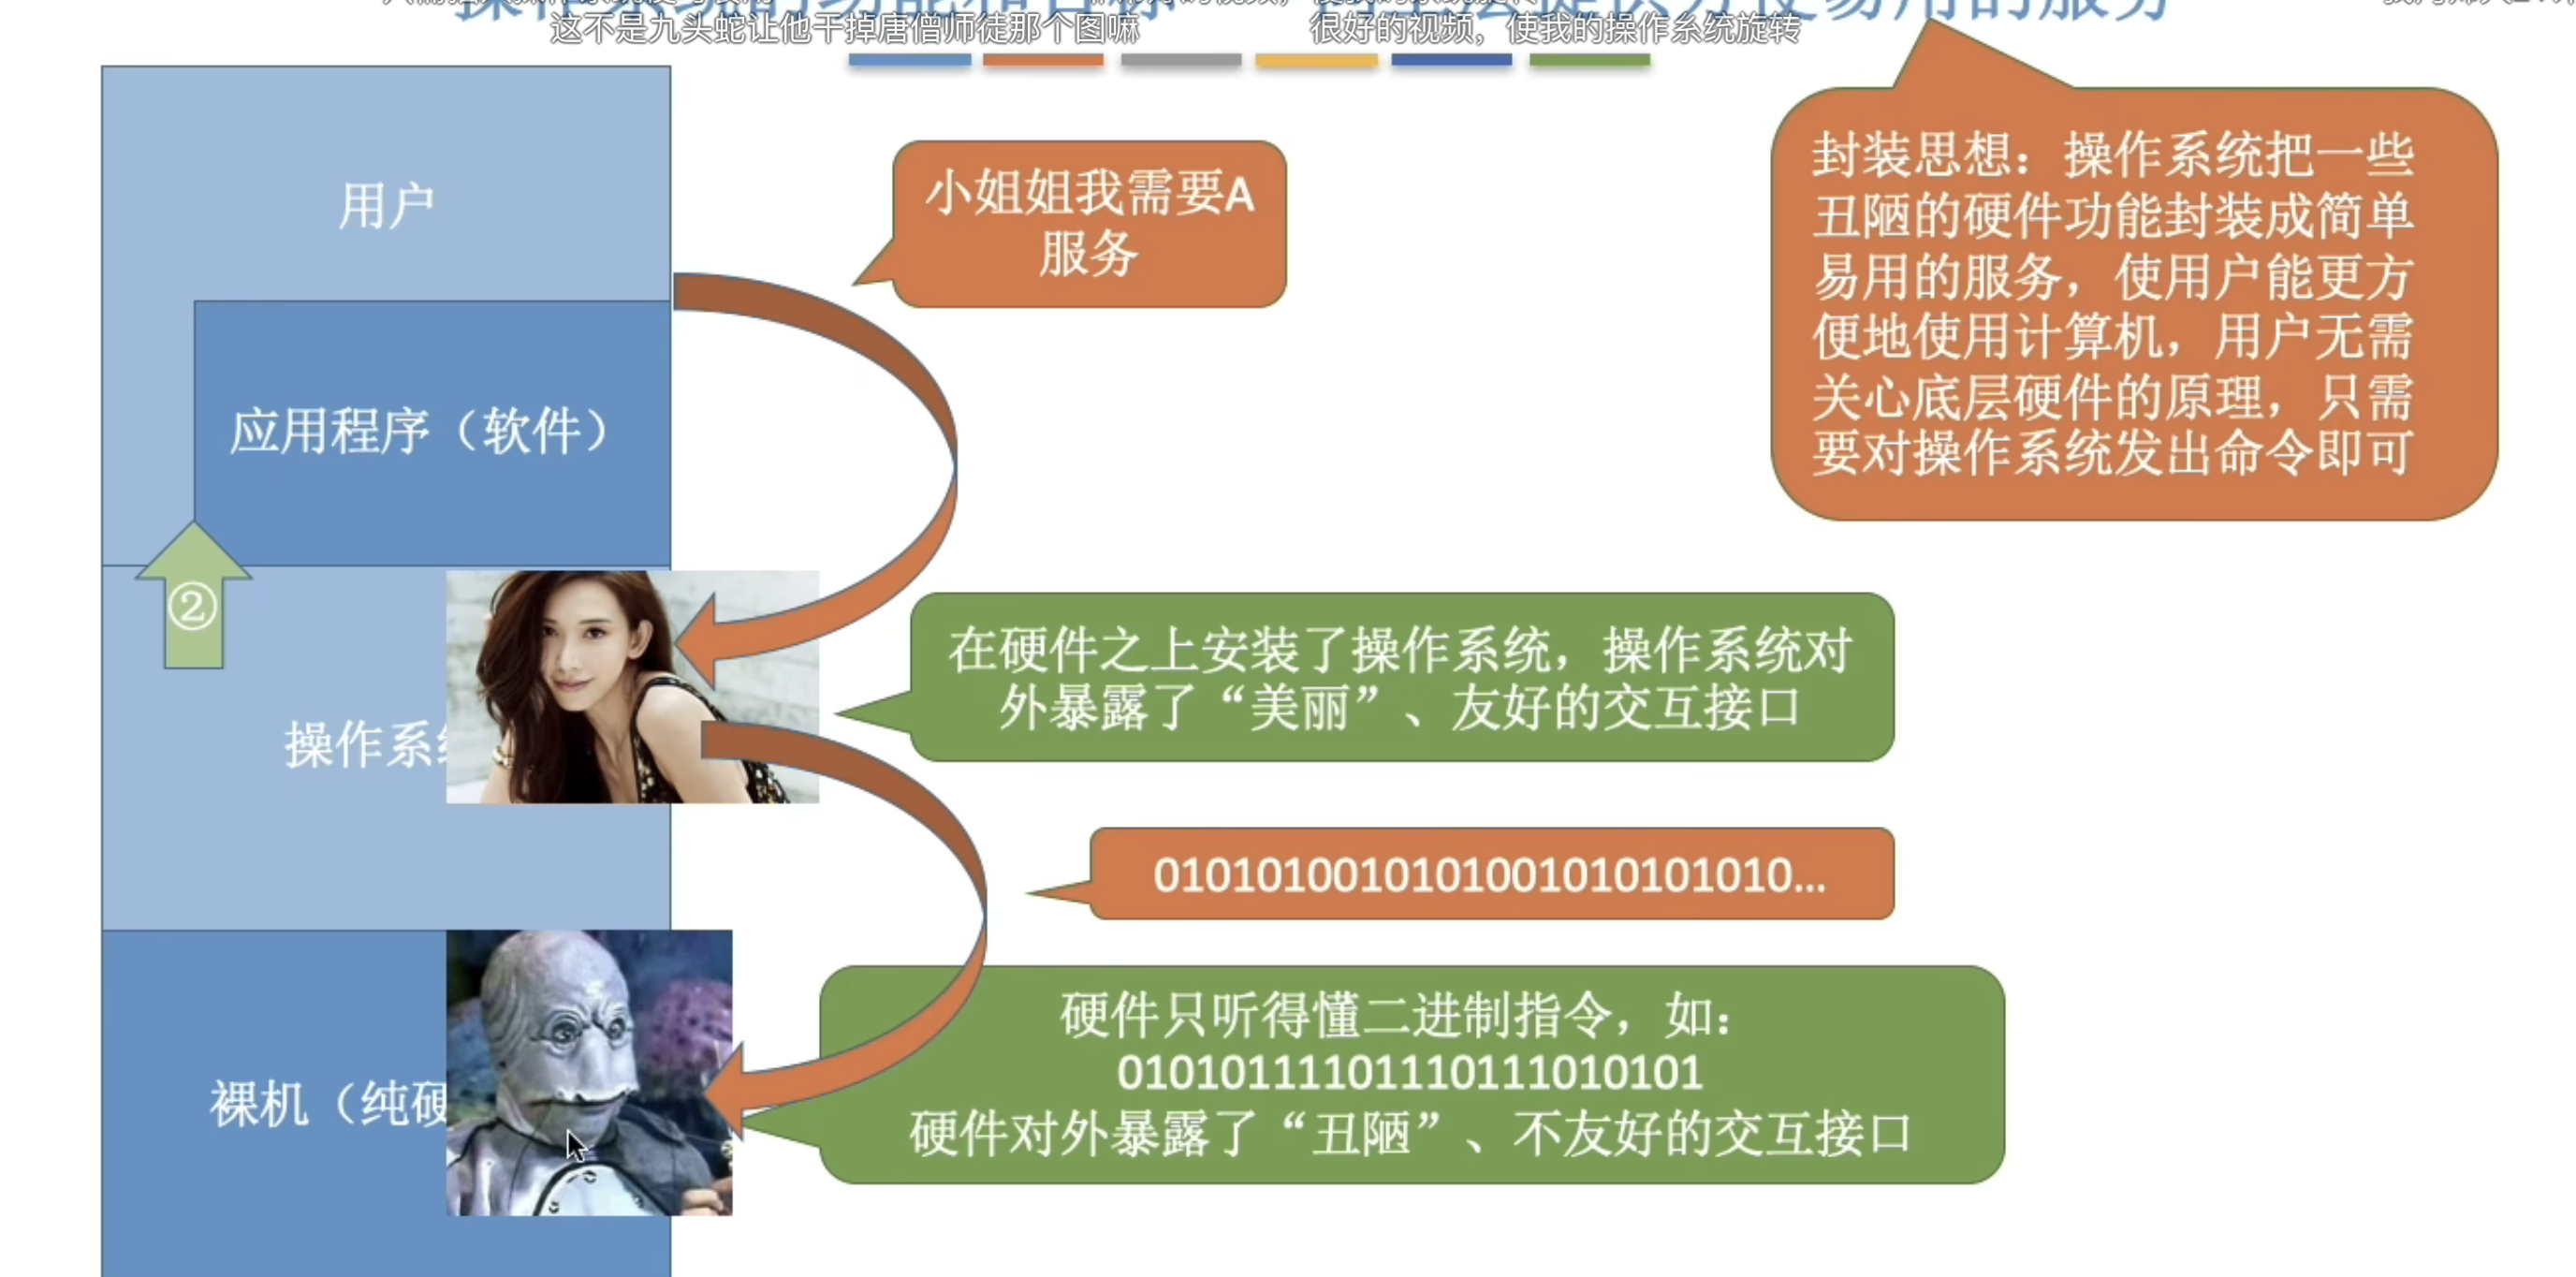 这不是九头蛇让他干掉唐僧师徒那个图嘛
很好的视频，使我的操作系统旋转
用户
小姐姐我需要A
服务
封装思想：操作系统把一些
丑陋的硬件功能封装成简单
易用的服务，使用户能更方
便地使用计算机，用户无需
关心底层硬件的原理，只需
要对操作系统发出命令即可
应用程序（软件）
②
在硬件之上安装了操作系统，操作系统对
外暴露了“美丽”、友好的交互接口
操作系
010101001010100101010101010...
裸机（纯硬
硬件只听得懂二进制指令，如：
01010111101110111010101
硬件对外暴露了“丑陋”、不友好的交互接口